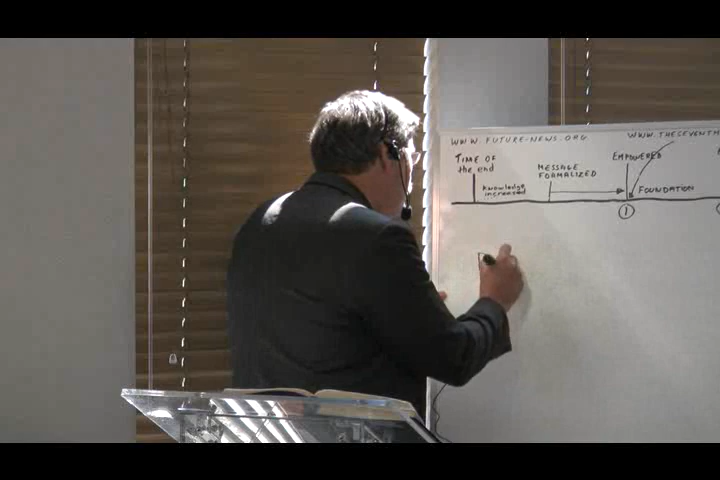 WWW.FUTURE-NEWS.ORG
WWW.THESEVENTH
TIME OF
the end
Knowledge
increased
MESSAGE
FORMALIZED
EMPOWERED
FOUNDATION
1